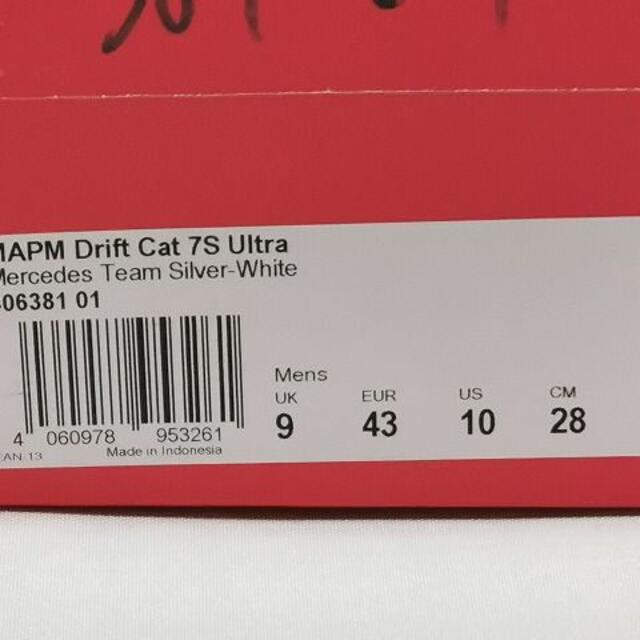 MAPM Drift Cat 7S Ultra
Mercedes Team Silver-White
306381 01
4 060978 953261
EAN-13 Made in Indonesia
Mens
UK EUR US CM
9 43 10 28